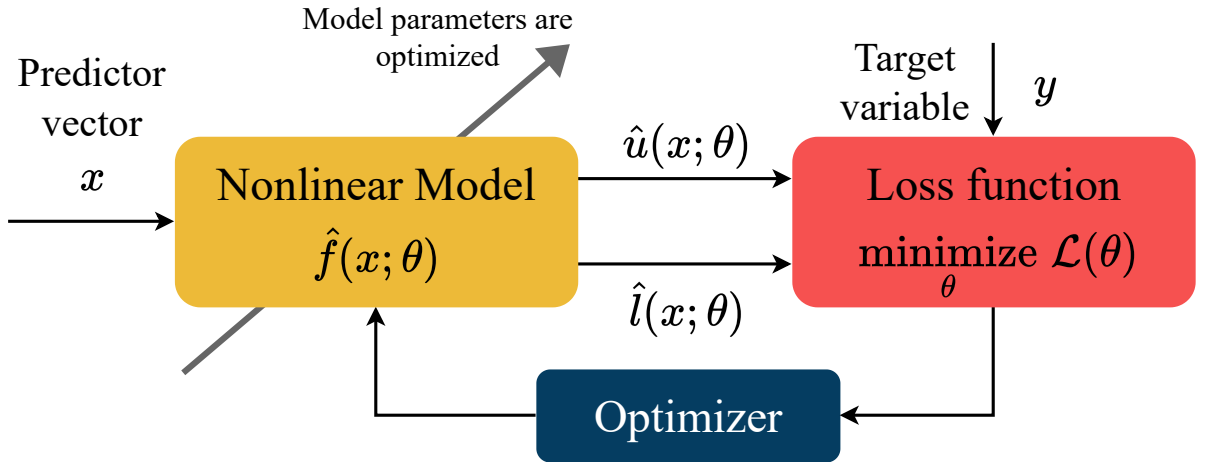 Model parameters are
optimized
Predictor
vector
x
Target
variable
y
Nonlinear Model
f̂(x; θ)
û(x; θ)
l̂(x; θ)
Loss function
minimize ℒ(θ)
θ
Optimizer